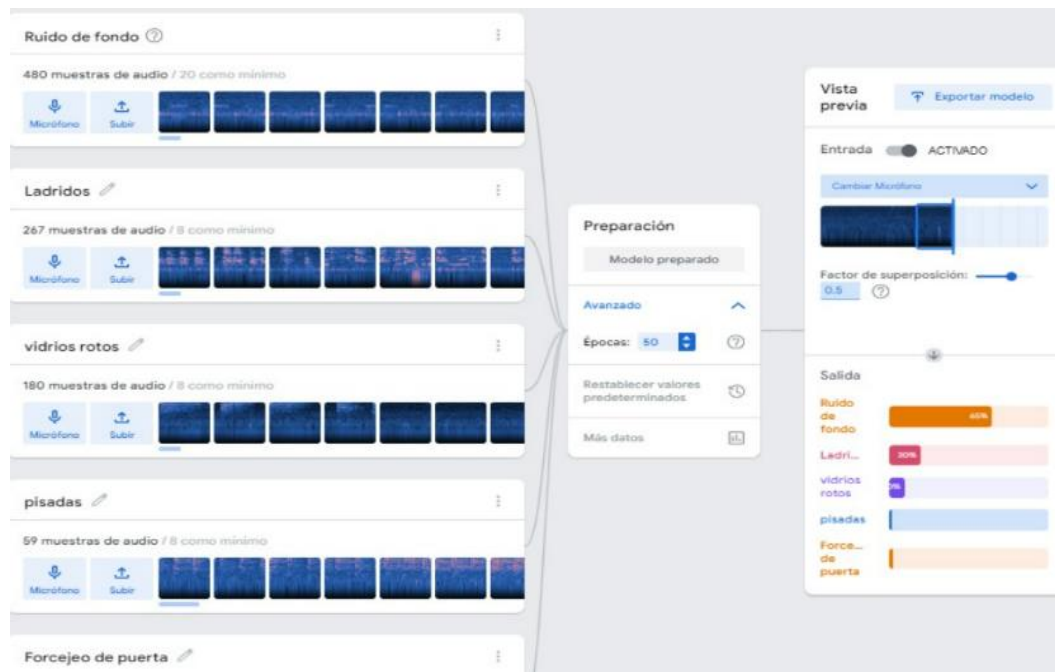 Ruido de fondo
480 muestras de audio / 20 como mínimo
Micrófono
Subir
Ladridos
267 muestras de audio / 8 como mínimo
Micrófono
Subir
vidrios rotos
180 muestras de audio / 8 como mínimo
Micrófono
Subir
pisadas
59 muestras de audio / 8 como mínimo
Micrófono
Subir
Forcejeo de puerta
Preparación
Modelo preparado
Avanzado
Épocas: 50
Restablecer valores
predeterminados
Más datos
Vista
previa
Exportar modelo
Entrada
ACTIVADO
Cambiar Micrófono
Factor de superposición:
0.5
Salida
Ruido
de
fondo
65%
Ladri...
20%
vidrios
rotos
pisadas
Force...
de
puerta